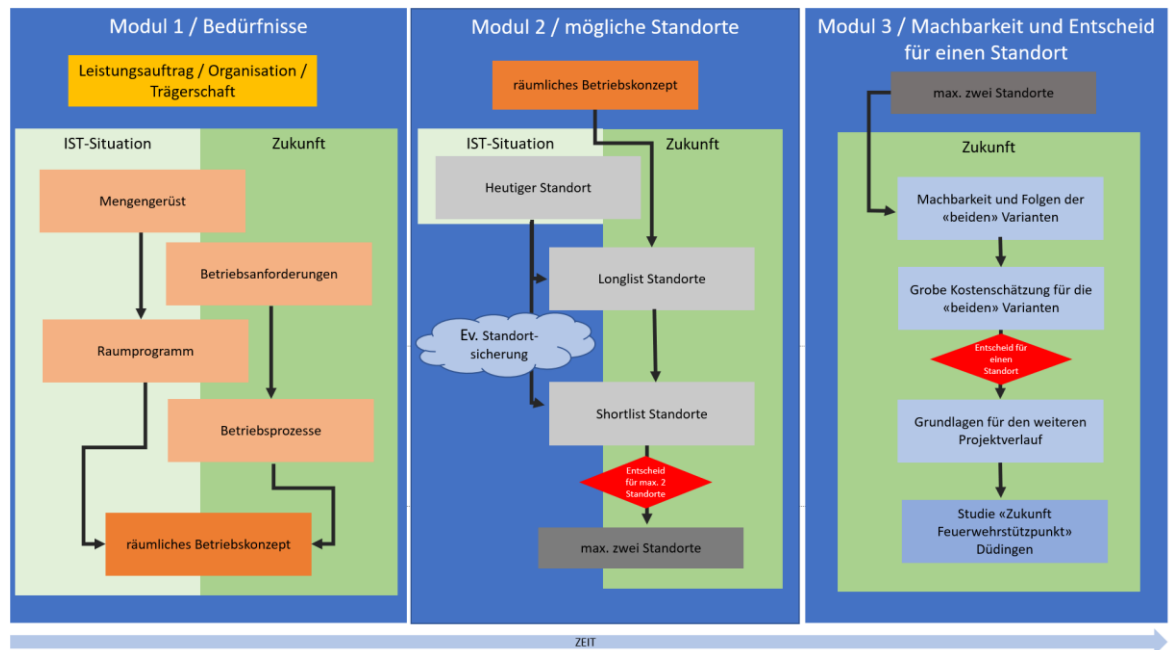 Modul 1 / Bedürfnisse
Leistungsauftrag / Organisation /
Trägerschaft
IST-Situation
Zukunft
Mengengerüst
Betriebsanforderungen
Raumprogramm
Betriebsprozesse
räumliches Betriebskonzept
Modul 2 / mögliche Standorte
räumliches Betriebskonzept
IST-Situation
Zukunft
Heutiger Standort
Longlist Standorte
Ev. Standort-
sicherung
Shortlist Standorte
Entscheid
für max. 2
Standorte
max. zwei Standorte
Modul 3 / Machbarkeit und Entscheid
für einen Standort
max. zwei Standorte
Zukunft
Machbarkeit und Folgen der
«beiden» Varianten
Grobe Kostenschätzung für die
«beiden» Varianten
Entscheid für
einen
Standort
Grundlagen für den weiteren
Projektverlauf
Studie «Zukunft
Feuerwehrstützpunkt»
Düdingen
ZEIT